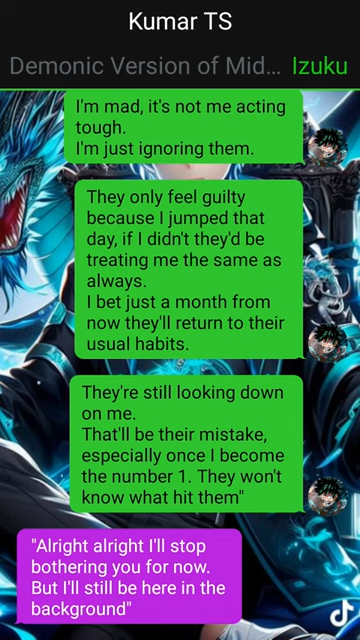 Kumar TS
Demonic Version of Mid... Izuku
I'm mad, it's not me acting
tough.
I'm just ignoring them.
They only feel guilty
because I jumped that
day, if I didn't they'd be
treating me the same as
always.
I bet just a month from
now they'll return to their
usual habits.
They're still looking down
on me.
That'll be their mistake,
especially once I become
the number 1. They won't
know what hit them"
"Alright alright I'll stop
bothering you for now.
But I'll still be here in the
background"